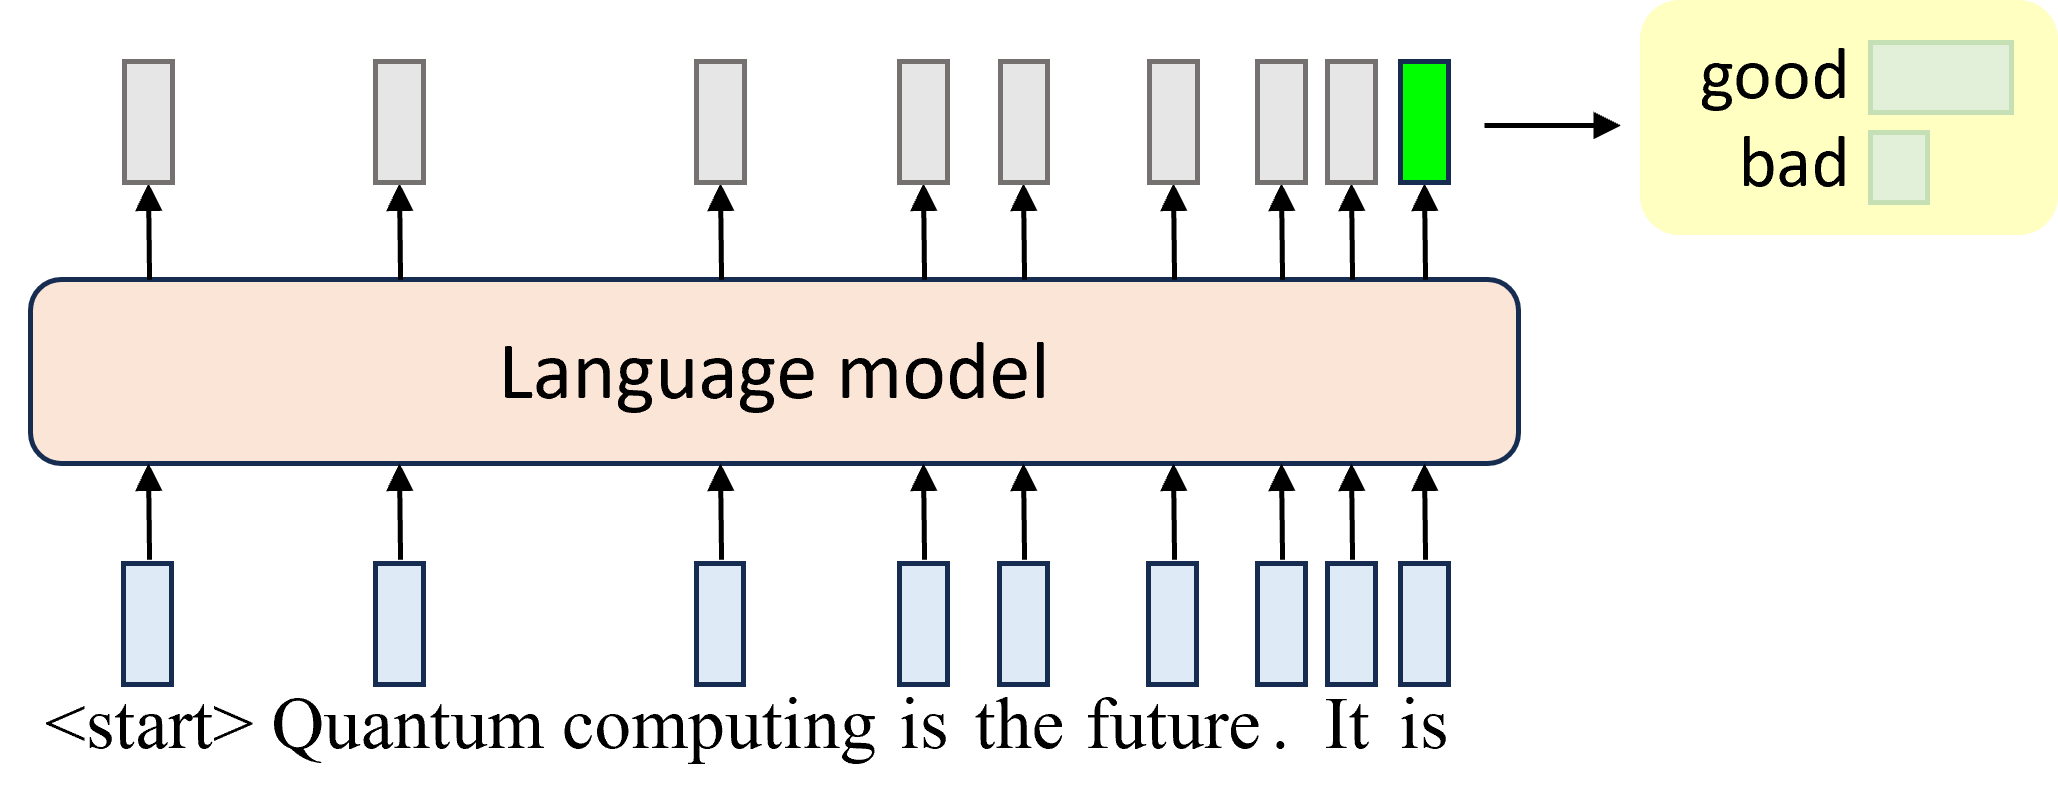 good
bad
Language model
<start> Quantum computing is the future . It is